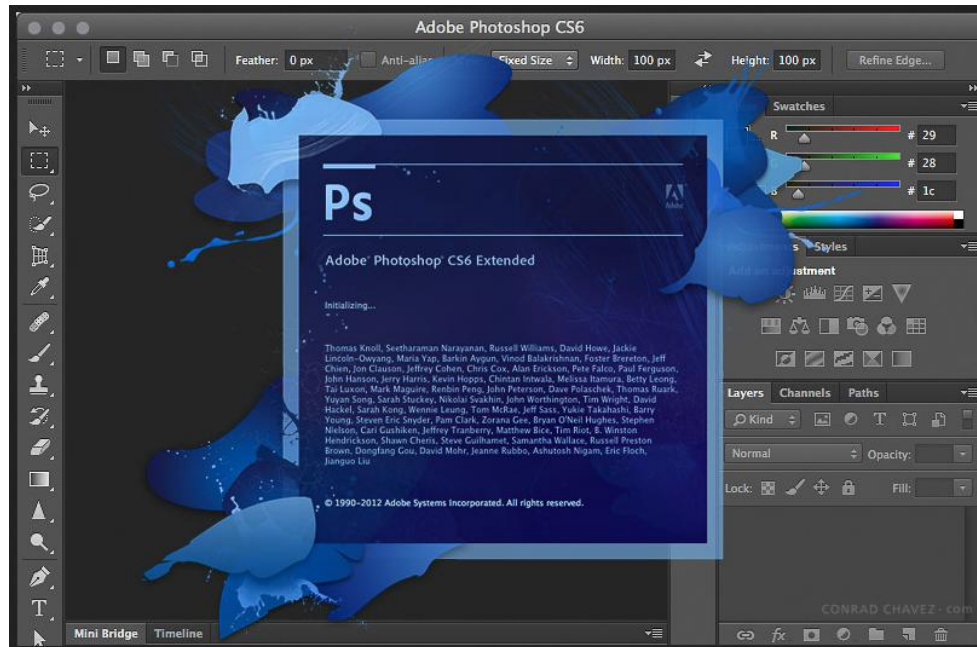 Adobe Photoshop CS6
Feather: 0 px Anti-alias Fixed Size Width: 100 px Height: 100 px Refine Edge...
Swatches
R # 29
# 28
B # 1c
Styles
Add an adjustment
Ps
Adobe
Adobe® Photoshop® CS6 Extended
Initializing...
Thomas Knoll, Seetharaman Narayanan, Russell Williams, David Howe, Jackie
Lincoln-Owyang, Maria Yap, Barkin Aygun, Vinod Balakrishnan, Foster Brereton, Jeff
Chien, Jon Clauson, Jeffrey Cohen, Chris Cox, Alan Erickson, Pete Falco, Paul Ferguson,
John Hanson, Jerry Harris, Kevin Hopps, Chintan Intwala, Melissa Itamura, Betty Leong,
Tai Luxon, Mark Maguire, Renbin Peng, John Peterson, Dave Polaschek, Thomas Ruark,
Yuyan Song, Sarah Stuckey, Nikolai Svakhin, John Worthington, Tim Wright, David
Hackel, Sarah Kong, Wennie Leung, Tom McRae, Jeff Sass, Yukie Takahashi, Barry
Young, Steven Eric Snyder, Pam Clark, Zorana Gee, Bryan O'Neil Hughes, Stephen
Nielson, Cari Gushiken, Jeffrey Tranberry, Matthew Bice, Tim Riot, B. Winston
Hendrickson, Shawn Cheris, Steve Guilhamet, Samantha Wallace, Russell Preston
Brown, Dongfang Gou, David Mohr, Jeanne Rubbo, Ashutosh Nigam, Eric Floch,
Jianguo Liu
© 1990-2012 Adobe Systems Incorporated. All rights reserved.
Layers Channels Paths
Kind T
Normal Opacity:
Lock: Fill:
CONRAD CHAVEZ · com
T
Mini Bridge Timeline
fx